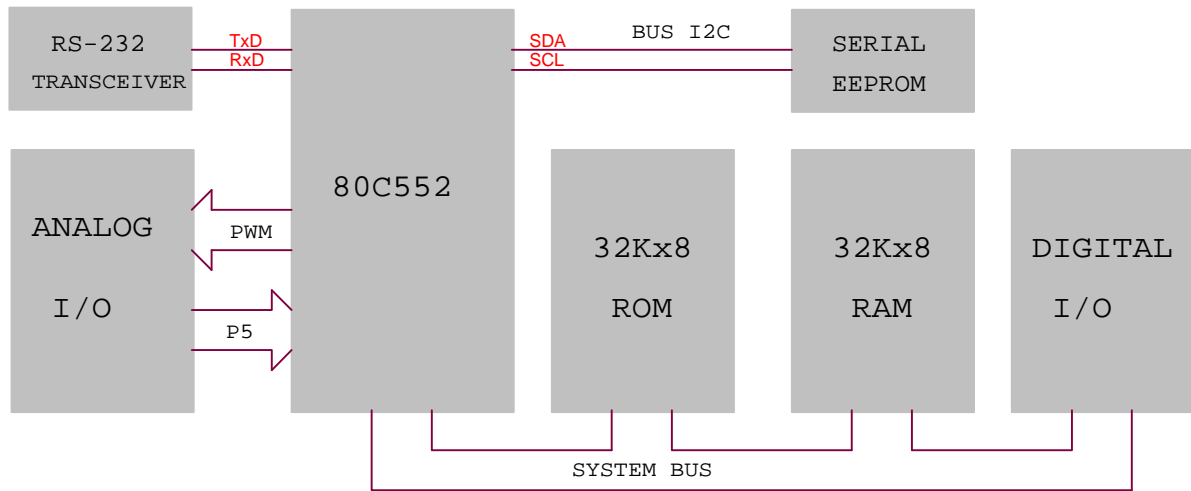 RS-232
TRANSCEIVER
TxD
RxD
SDA
SCL
BUS I2C
SERIAL
EEPROM
80C552
ANALOG
I/O
PWM
P5
32Kx8
ROM
32Kx8
RAM
DIGITAL
I/O
SYSTEM BUS